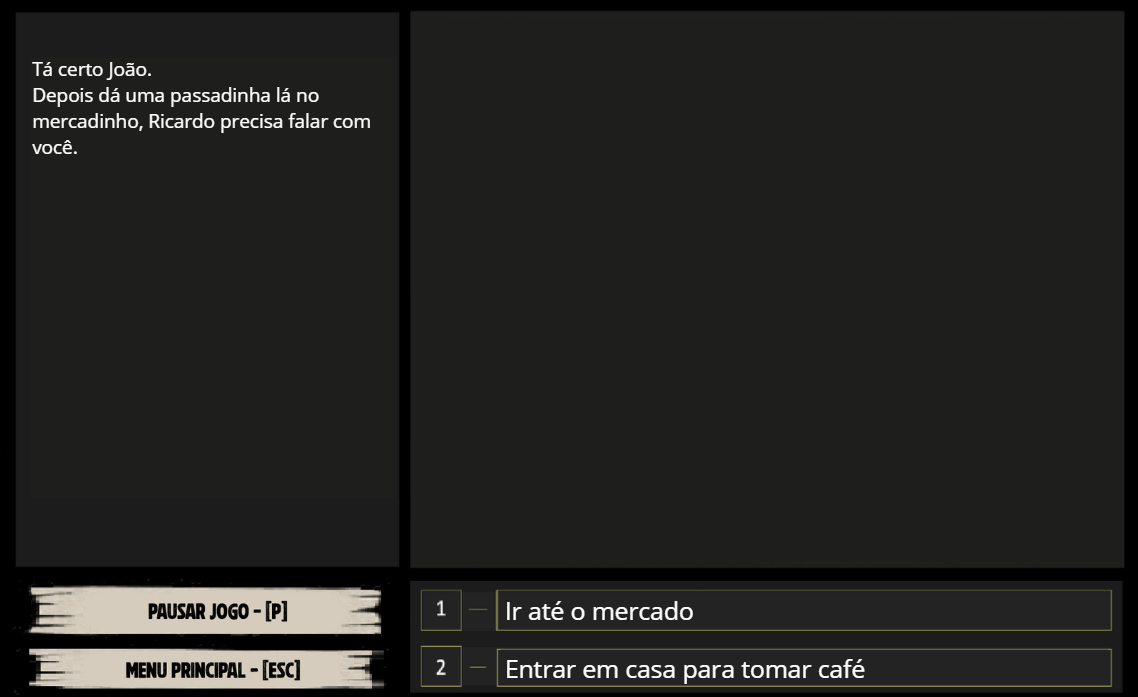 Tá certo João.
Depois dá uma passadinha lá no
mercadinho, Ricardo precisa falar com
você.
PAUSAR JOGO - [P]
MENU PRINCIPAL - [ESC]
1 — Ir até o mercado
2 — Entrar em casa para tomar café